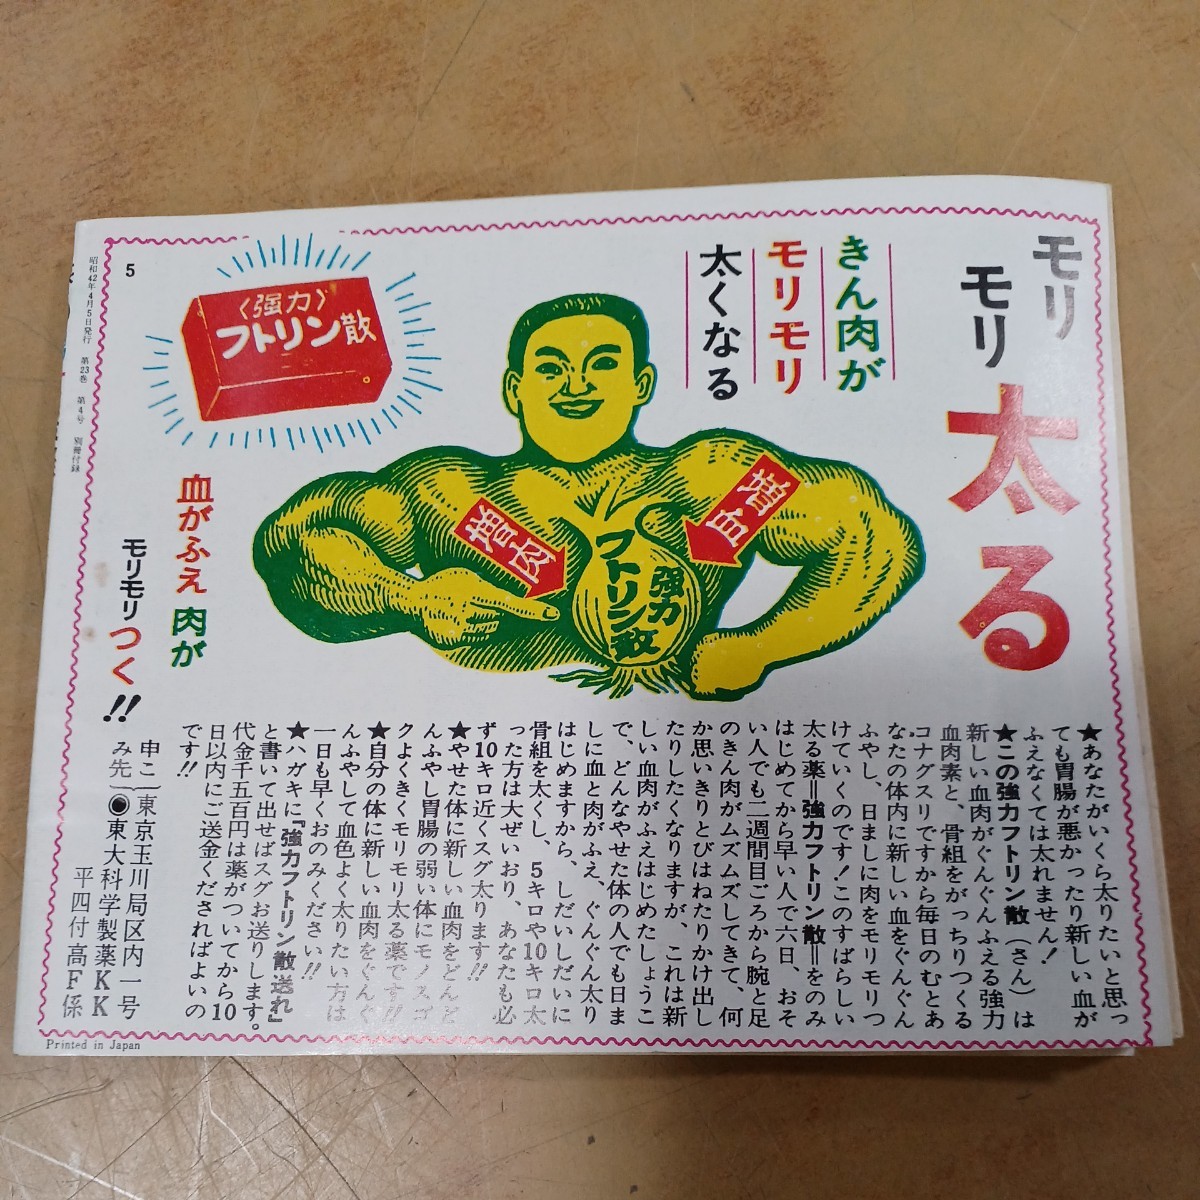 モリ
モリ
太る
きん肉が
モリモリ
太くなる
〈強力〉
フトリン散
5
昭和42年4月5日発行 第23巻 第4号 別冊付録
増血
増肉
強力
フトリン散
血がふえ
肉が
モリモリつく!!
★あなたがいくら太りたいと思っ
ても胃腸が悪かったり新しい血が
ふえなくては太れません!
★この強力フトリン散(さん)は
新しい血肉がぐんぐんふえる強力
血肉素と、骨組をがっちりつくる
コナグスリですから毎日のむとあ
なたの体内に新しい血をぐんぐん
ふやし、日ましに肉をモリモリつ
けていくのです!このすばらしい
太る薬=強力フトリン散=をのみ
はじめてから早い人で六日、おそ
い人でも二週間目ごろから腕と足
のきん肉がムズムズしてきて、何
か思いきりとびはねたりかけ出し
たりしたくなりますが、これは新
しい血肉がふえはじめたしょうこ
で、どんなやせた体の人でも日ま
しに血と肉がふえ、ぐんぐん太り
はじめますから、しだいしだいに
骨組を太くし、5キロや10キロ太
った方は大ぜいおり、あなたも必
ず10キロ近くスグ太ります!!
★やせた体に新しい血肉をどんど
んふやし胃腸の弱い体にモノスゴ
クよくきくモリモリ太る薬です!!
★自分の体に新しい血肉をぐんぐ
んふやして血色よく太りたい方は
一日も早くおのみください!!
★ハガキに『強力フトリン散送れ』
と書いて出せばスグお送りします。
代金千五百円は薬がついてから10
日以内にご送金くださればよいの
です!!
申こ
み先
東京玉川局区内一号
●東大科学製薬KK
平四付高F係
Printed in Japan